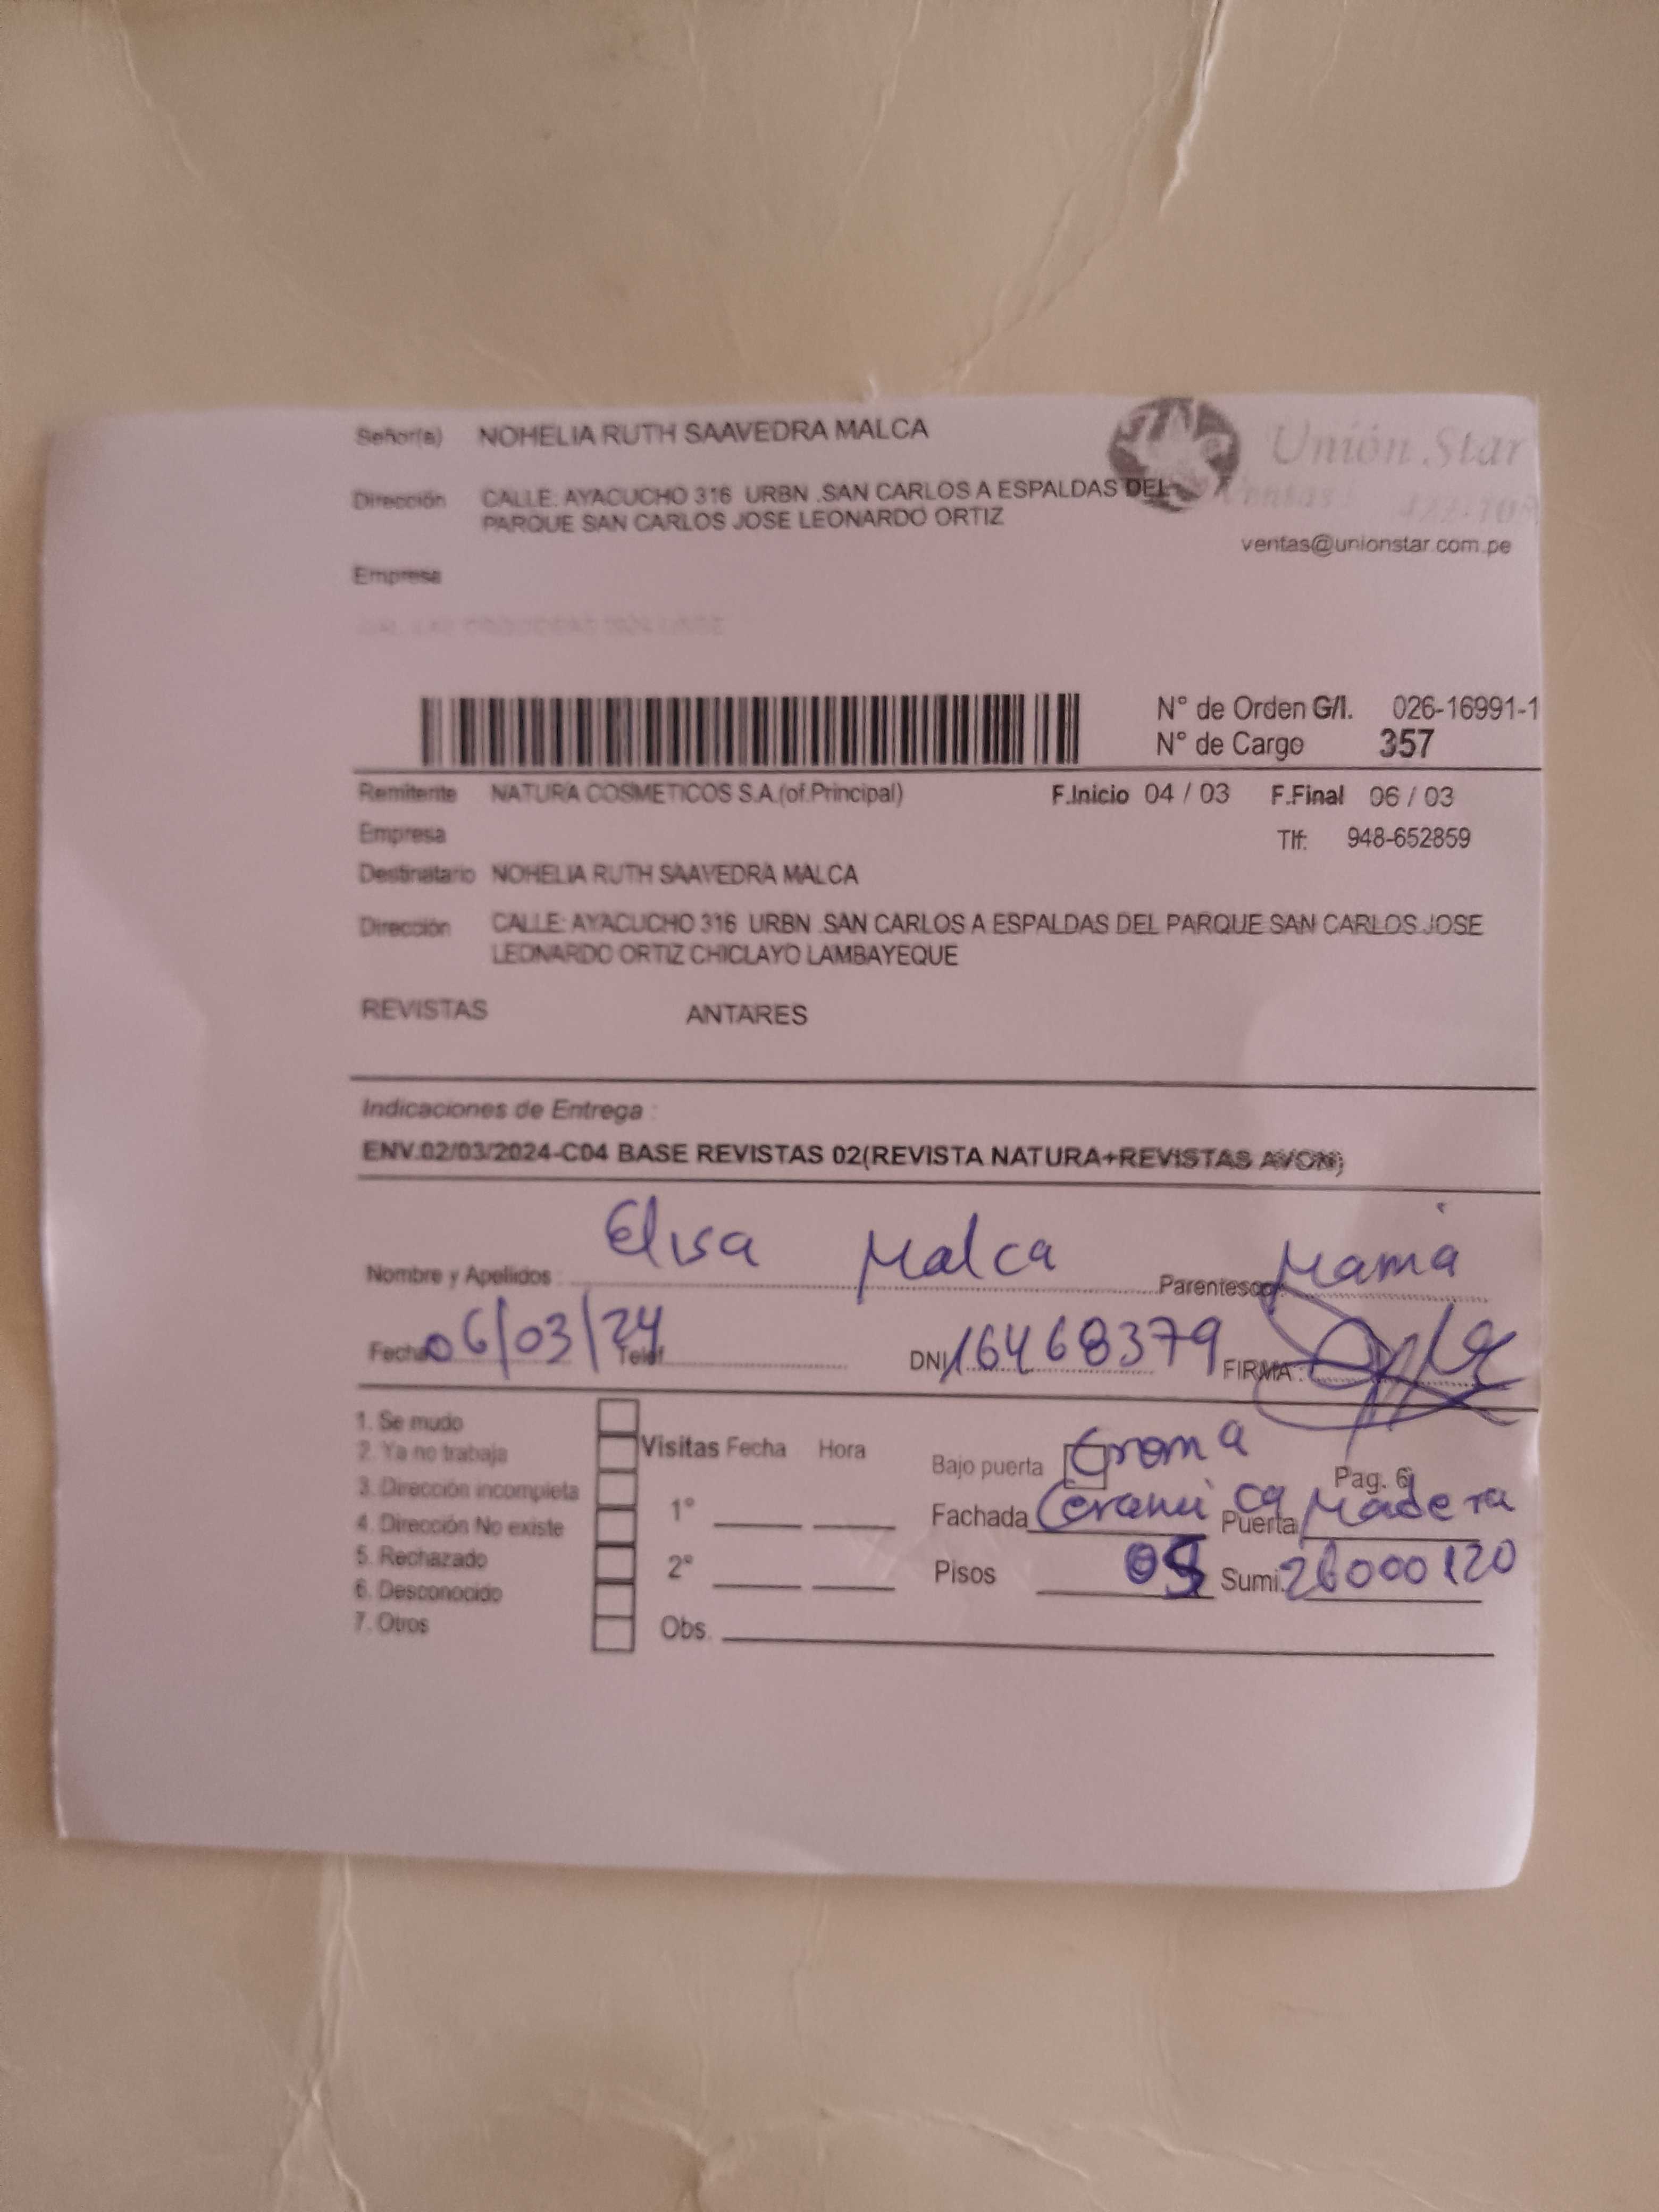 Señor(a) NOHELIA RUTH SAAVEDRA MALCA
Unión Star
Dirección CALLE: AYACUCHO 316 URBN .SAN CARLOS A ESPALDAS DEL
PARQUE SAN CARLOS JOSE LEONARDO ORTIZ
Ventas
ventas@unionstar.com.pe
Empresa
N° de Orden G/I. 026-16991-1
N° de Cargo 357
Remitente NATURA COSMETICOS S.A.(of.Principal) F.Inicio 04 / 03 F.Final 06 / 03
Empresa Tlf: 948-652859
Destinatario NOHELIA RUTH SAAVEDRA MALCA
Dirección CALLE: AYACUCHO 316 URBN .SAN CARLOS A ESPALDAS DEL PARQUE SAN CARLOS JOSE
LEONARDO ORTIZ CHICLAYO LAMBAYEQUE
REVISTAS ANTARES
Indicaciones de Entrega :
ENV.02/03/2024-C04 BASE REVISTAS 02(REVISTA NATURA+REVISTAS AVON)
Nombre y Apellidos : Elisa Malca Parentesco: Mamá
Fecha 06/03/24 Telef DNI 16468379 FIRMA :
1. Se mudo
2. Ya no trabaja
3. Dirección incompleta
4. Dirección No existe
5. Rechazado
6. Desconocido
7. Otros
Visitas Fecha Hora
1°
2°
Obs.
Bajo puerta Crema Pag. 6
Fachada Ceramica Puerta Madera
Pisos Sumi. 26000120